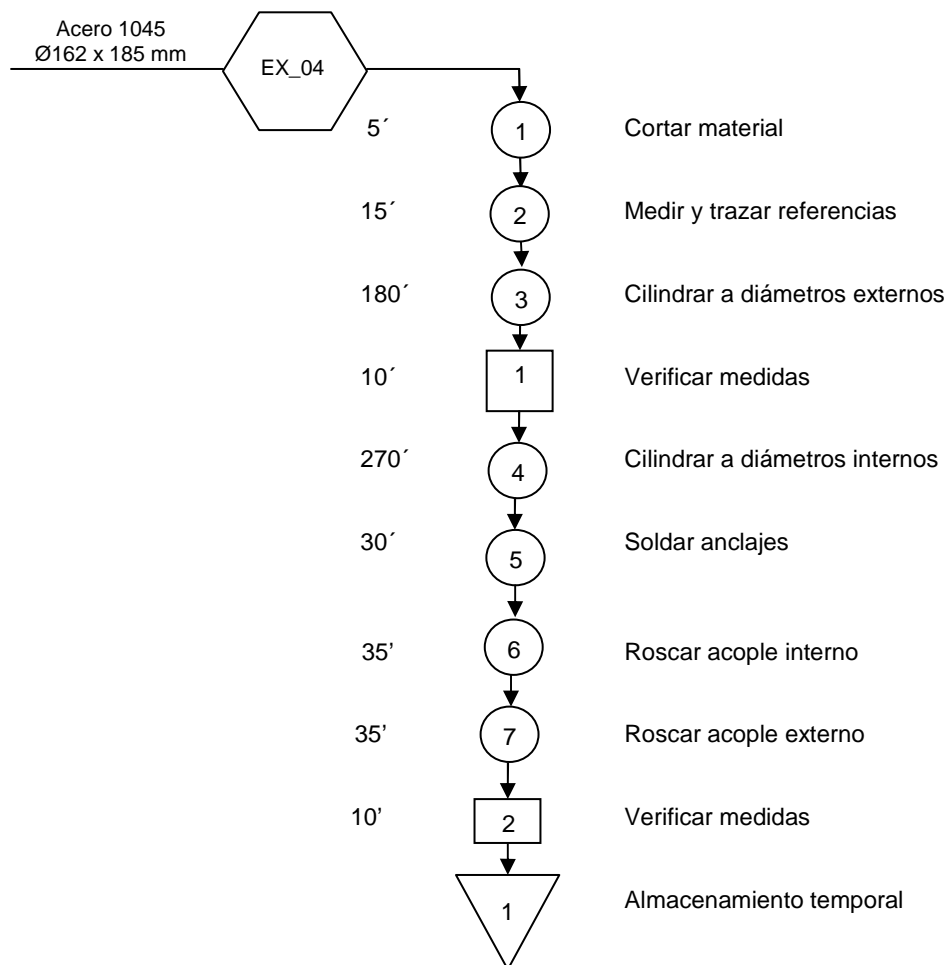 Acero 1045
Ø162 x 185 mm
EX_04
5´ 1 Cortar material
15´ 2 Medir y trazar referencias
180´ 3 Cilindrar a diámetros externos
10´ 1 Verificar medidas
270´ 4 Cilindrar a diámetros internos
30´ 5 Soldar anclajes
35' 6 Roscar acople interno
35' 7 Roscar acople externo
10' 2 Verificar medidas
1 Almacenamiento temporal